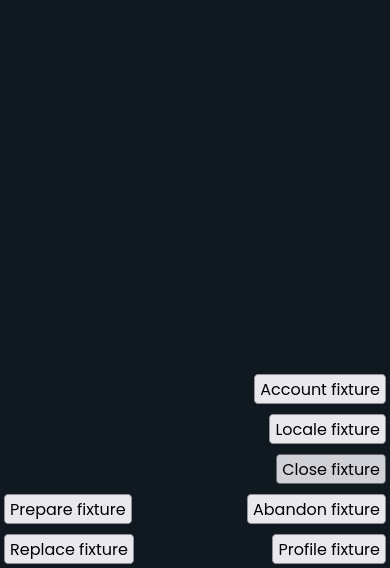 Account fixture
Locale fixture
Close fixture
Prepare fixture
Abandon fixture
Replace fixture
Profile fixture